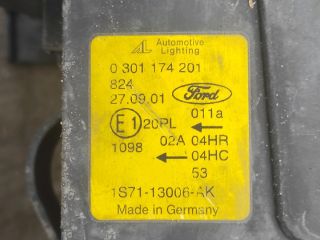 AL Automotive
Lighting
0 301 174 201
824
27.09.01 Ford
011a
E1 20PL ←
02A 04HR
1098 ← 04HC
53
1S71-13006-AK
Made in Germany